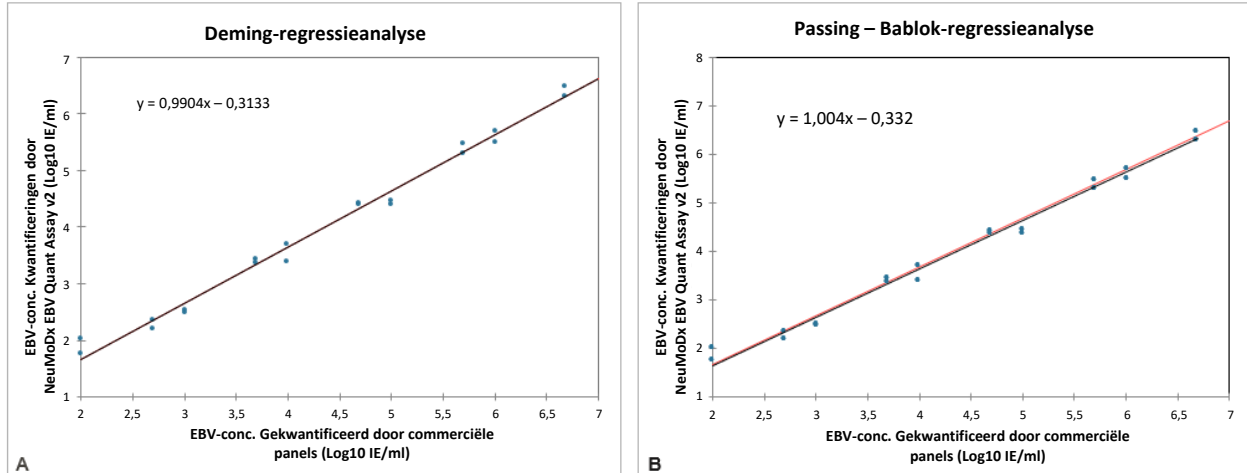 Deming-regressieanalyse
7
6
5
4
3
2
1
y = 0,9904x – 0,3133
EBV-conc. Kwantificeringen door
NeuMoDx EBV Quant Assay v2 (Log10 IE/ml)
2 2,5 3 3,5 4 4,5 5 5,5 6 6,5 7
EBV-conc. Gekwantificeerd door commerciële
panels (Log10 IE/ml)
A
Passing – Bablok-regressieanalyse
8
7
6
5
4
3
2
1
y = 1,004x – 0,332
EBV-conc. Kwantificeringen door
NeuMoDx EBV Quant Assay v2 (Log10 IE/ml)
2 2,5 3 3,5 4 4,5 5 5,5 6 6,5 7
EBV-conc. Gekwantificeerd door commerciële
panels (Log10 IE/ml)
B